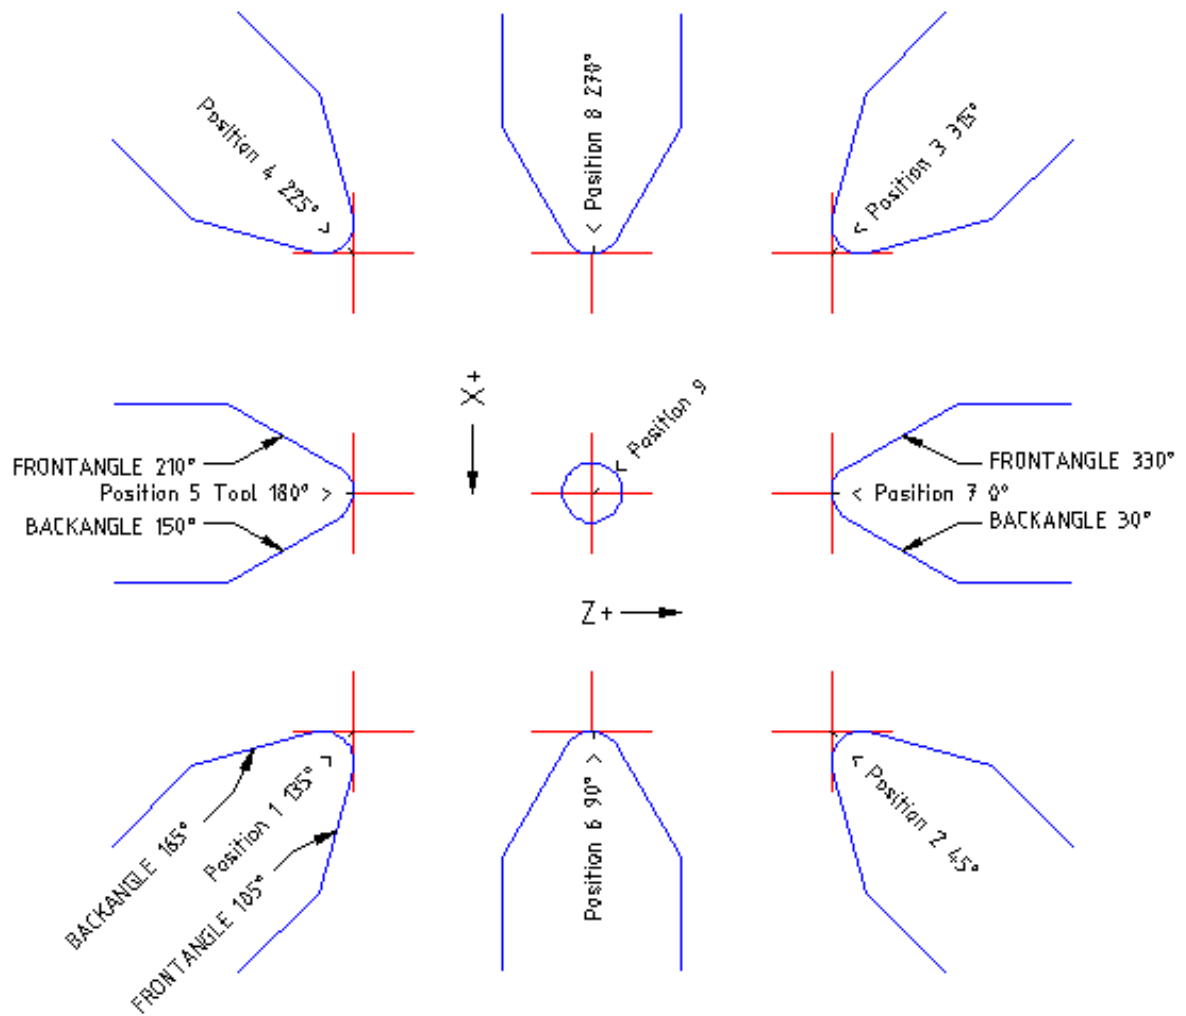 Position 4 225°
Position 8 270°
Position 3 315°
X+
Position 9
FRONTANGLE 210°
Position 5 Tool 180°
BACKANGLE 150°
FRONTANGLE 330°
Position 7 0°
BACKANGLE 30°
Z+
BACKANGLE 165°
Position 1 135°
FRONTANGLE 105°
Position 6 90°
Position 2 45°